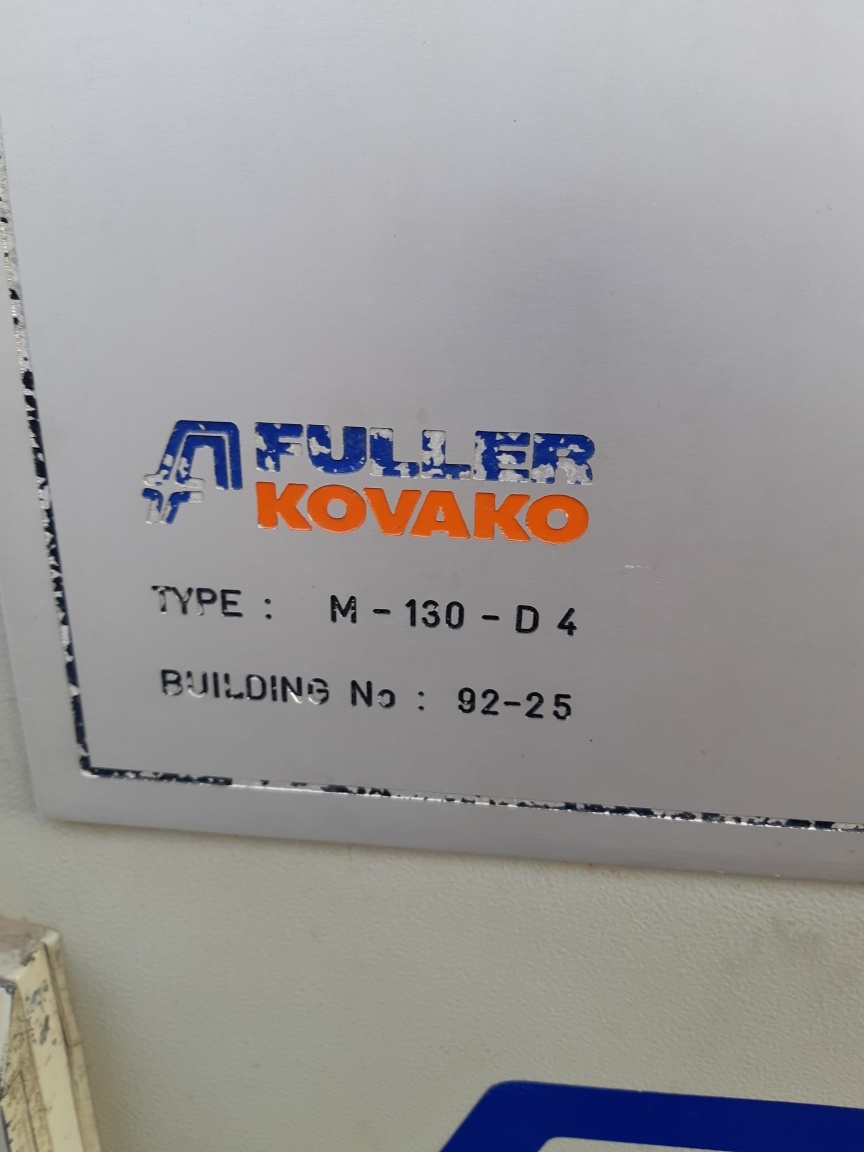 FULLER
KOVAKO
TYPE : M - 130 - D 4
BUILDING No : 92-25